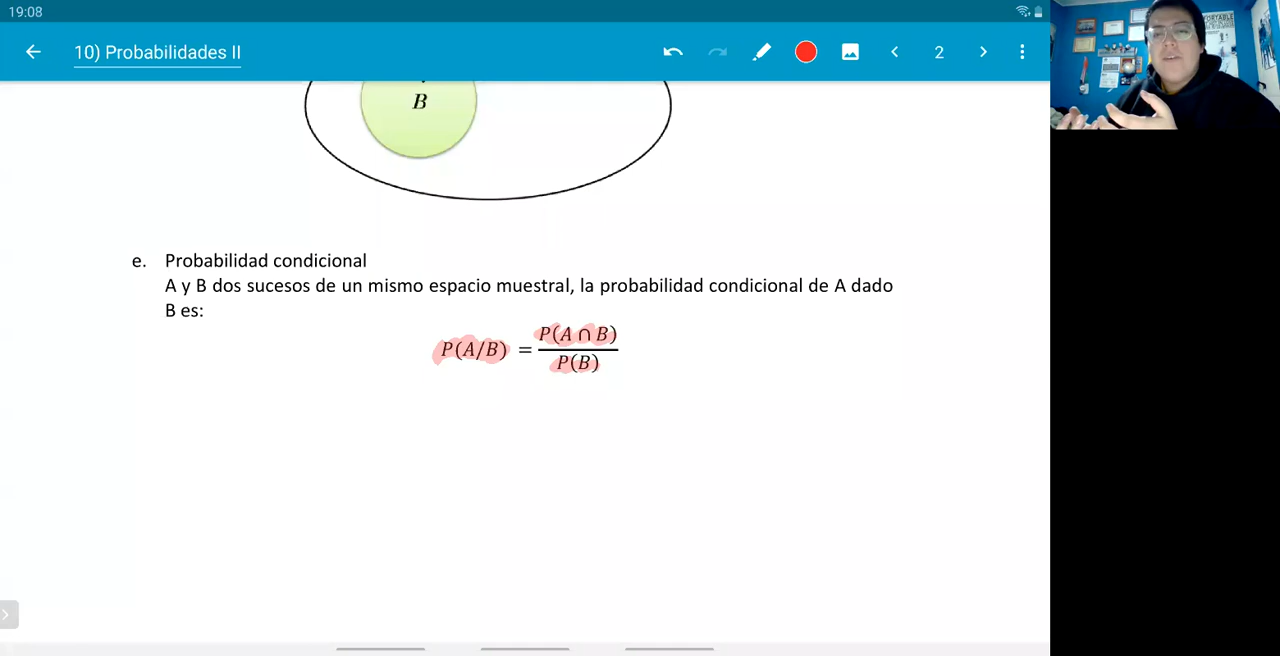 19:08
10) Probabilidades II
2
B
e. Probabilidad condicional
A y B dos sucesos de un mismo espacio muestral, la probabilidad condicional de A dado
B es:
P(A/B) = P(A ∩ B)
P(B)